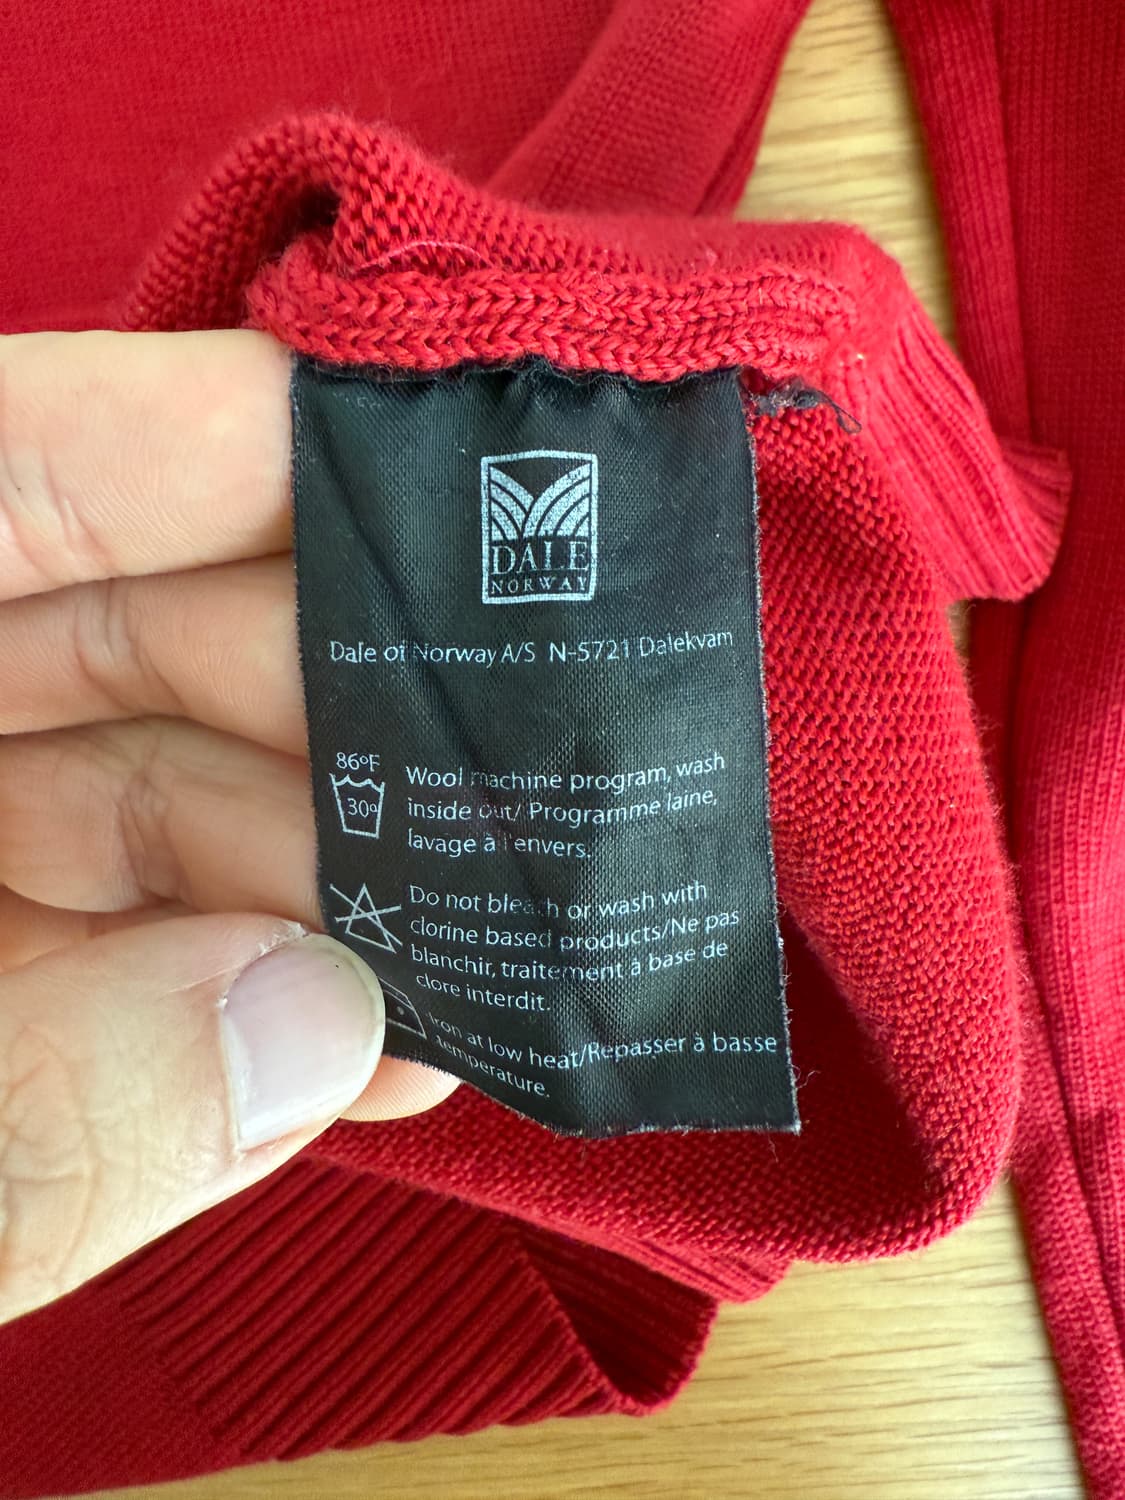 DALE
NORWAY
Dale of Norway A/S N-5721 Dalekvam
86ºF
30º
Wool machine program, wash
inside out/ Programme laine,
lavage à l'envers.
Do not bleach or wash with
clorine based products/Ne pas
blanchir, traitement à base de
clore interdit.
Iron at low heat/Repasser à basse
temperature.